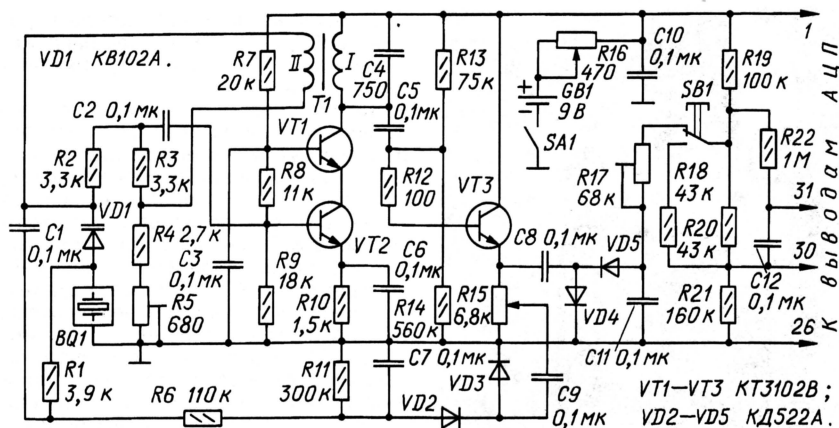 VD1 КВ102А.
R7
20к
II
I
T1
C4
750
C5
0,1мк
R13
75к
R16
470
GB1
9В
+
−
SA1
C10
0,1мк
R19
100к
1
SB1
R22
1М
31
C2 0,1мк
R2
3,3к
R3
3,3к
VT1
R8
11к
R12
100
VT3
R17
68к
R18
43к
VD1
C1
0,1мк
R4 2,7к
C3
0,1мк
VT2
R9
18к
R10
1,5к
C6
0,1мк
R14
560к
R15
6,8к
C8
0,1мк
VD5
VD4
R20
43к
30
C12
0,1мк
BQ1
R5
680
C11 0,1мк
R21
160к
26
К выводам АЦП
R1
3,9к
R6 110к
R11
300к
C7 0,1мк
VD2
VD3
C9
0,1мк
VT1−VT3 КТ3102В;
VD2−VD5 КД522А.